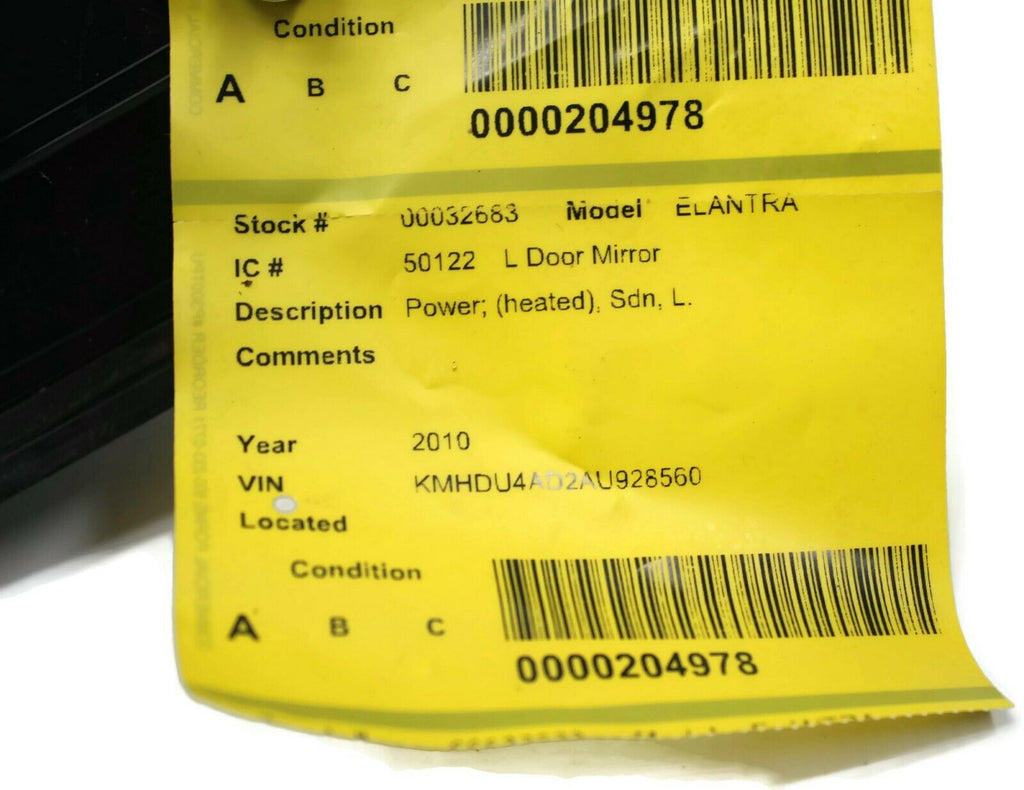 Condition
A B C
0000204978
Stock # 00032683 Model ELANTRA
IC # 50122 L Door Mirror
Description Power; (heated), Sdn, L.
Comments
Year 2010
VIN KMHDU4AD2AU928560
Located
Condition
A B C
0000204978